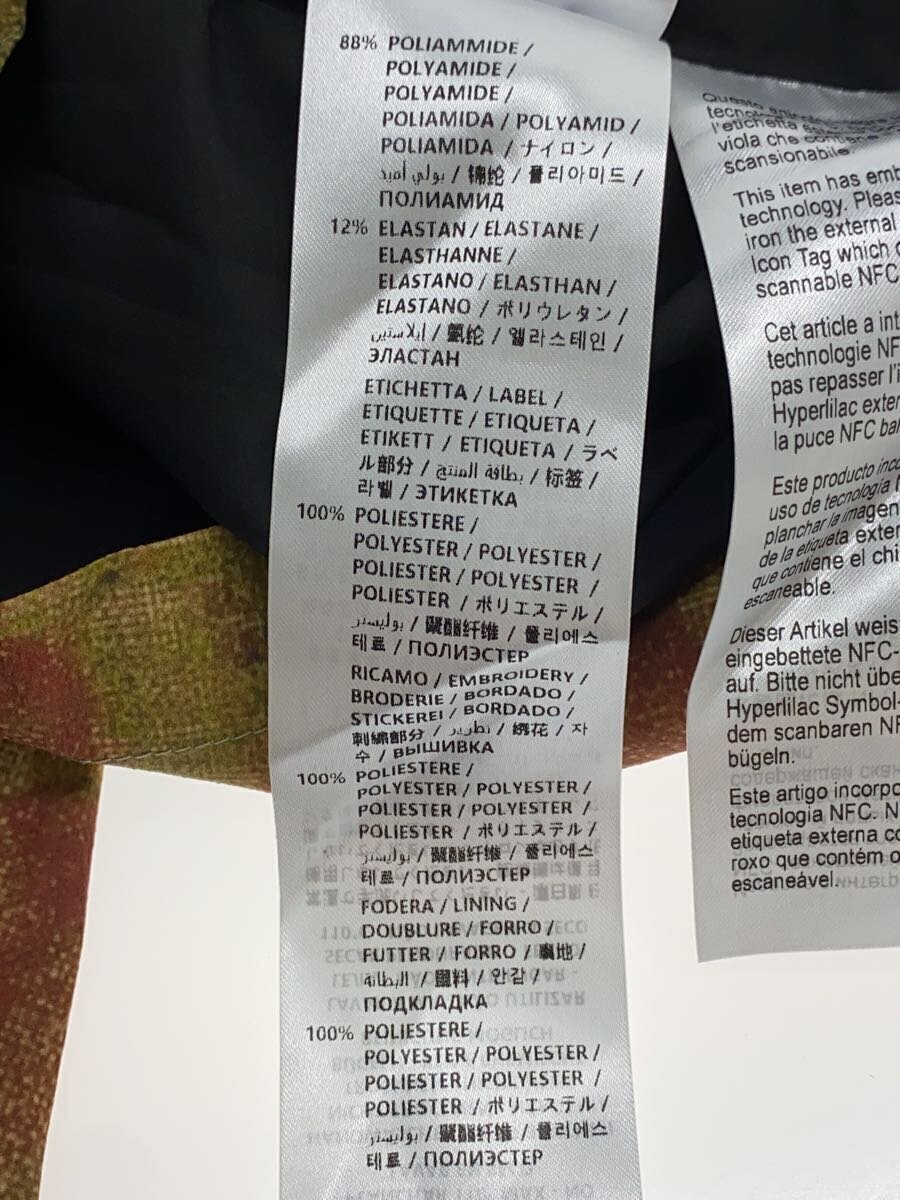 88% POLIAMMIDE /
POLYAMIDE /
POLYAMIDE /
POLIAMIDA / POLYAMID /
POLIAMIDA / ナイロン /
بولي أميد / 锦纶 / 폴리아미드 /
ПОЛИАМИД
12% ELASTAN / ELASTANE /
ELASTHANNE /
ELASTANO / ELASTHAN /
ELASTANO / ポリウレタン /
إيلاستين / 氨纶 / 엘라스테인 /
ЭЛАСТАН
ETICHETTA / LABEL /
ETIQUETTE / ETIQUETA /
ETIKETT / ETIQUETA / ラベ
ル部分 / بطاقة المنتج / 标签 /
라벨 / ЭТИКЕТКА
100% POLIESTERE /
POLYESTER / POLYESTER /
POLIESTER / POLYESTER /
POLIESTER / ポリエステル /
بوليستر / 聚酯纤维 / 폴리에스
테르 / ПОЛИЭСТЕР
RICAMO / EMBROIDERY /
BRODERIE / BORDADO /
STICKEREI / BORDADO /
刺繍部分 / تطريز / 绣花 / 자
수 / ВЫШИВКА
100% POLIESTERE /
POLYESTER / POLYESTER /
POLIESTER / POLYESTER /
POLIESTER / ポリエステル /
بوليستر / 聚酯纤维 / 폴리에스
테르 / ПОЛИЭСТЕР
FODERA / LINING /
DOUBLURE / FORRO /
FUTTER / FORRO / 裏地 /
البطانة / 里料 / 안감 /
ПОДКЛАДКА
100% POLIESTERE /
POLYESTER / POLYESTER /
POLIESTER / POLYESTER /
POLIESTER / ポリエステル /
بوليستر / 聚酯纤维 / 폴리에스
테르 / ПОЛИЭСТЕР
Questo
l'etichetta
viola che contiene
scansionabile.
This item has emb
technology. Pleas
iron the external
Icon Tag which c
scannable NFC
Cet article a int
technologie NF
pas repasser l'i
Hyperlilac exter
la puce NFC bal
Este producto inco
uso de tecnología
planchar la imagen
de la etiqueta exter
que contiene el chi
escaneable.
Dieser Artikel weis
eingebettete NFC-
auf. Bitte nicht übe
Hyperlilac Symbol-
dem scanbaren NF
bügeln.
Este artigo incorpo
tecnologia NFC. N
etiqueta externa co
roxo que contém o
escaneável.